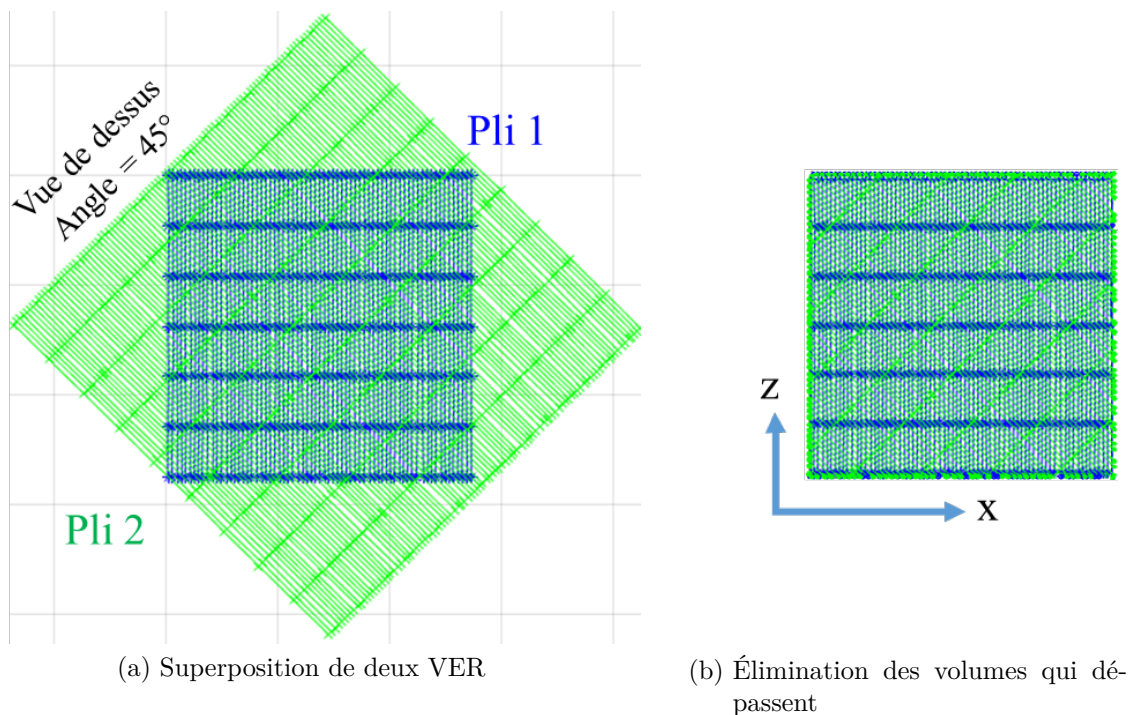 Vue de dessus
Angle = 45°
Pli 1
Pli 2
Z
X
(a) Superposition de deux VER
(b) Élimination des volumes qui dé-
passent